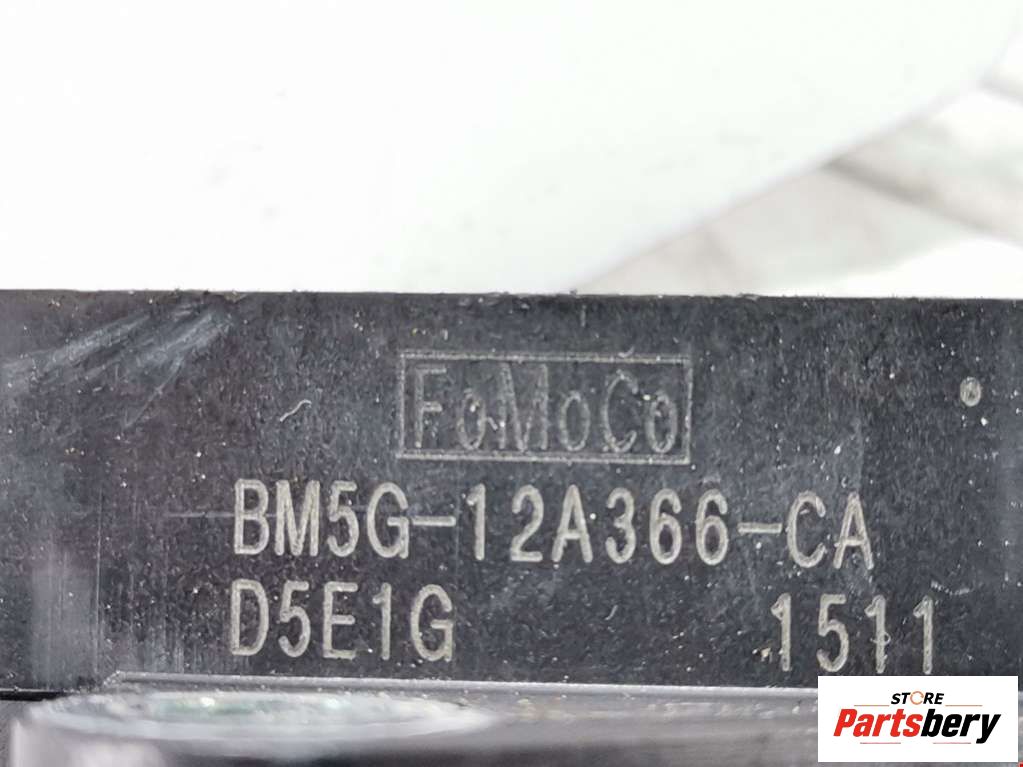 FoMoCo
BM5G-12A366-CA
D5E1G 1511
STORE
Partsbery